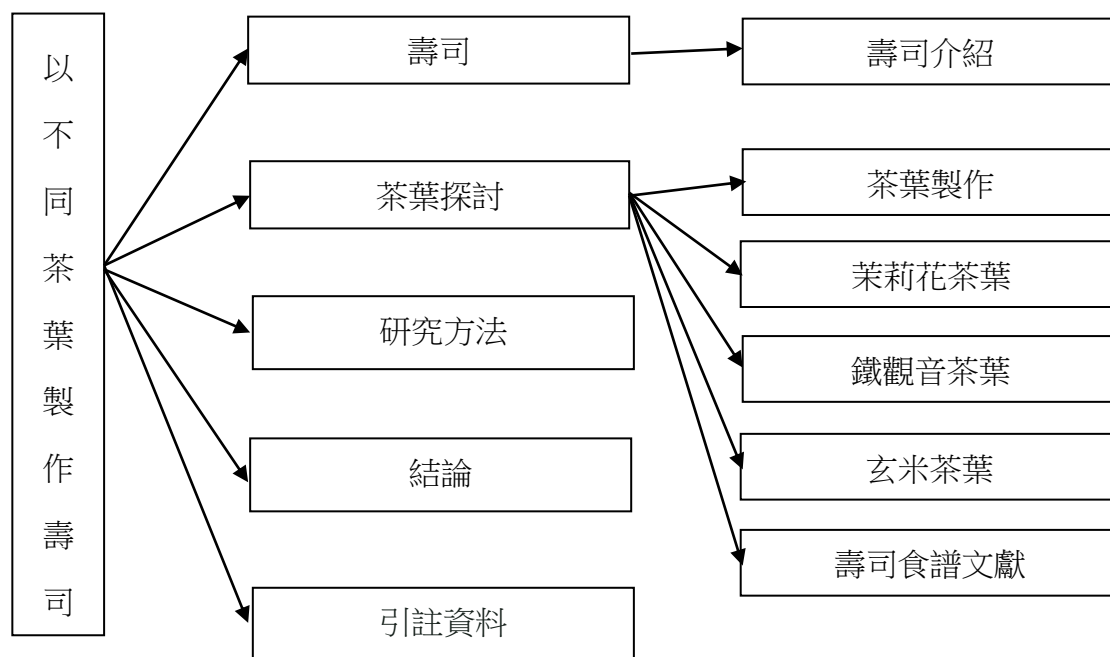 以不同茶葉製作壽司
壽司
壽司介紹
茶葉探討
茶葉製作
茉莉花茶葉
鐵觀音茶葉
玄米茶葉
壽司食譜文獻
研究方法
結論
引註資料